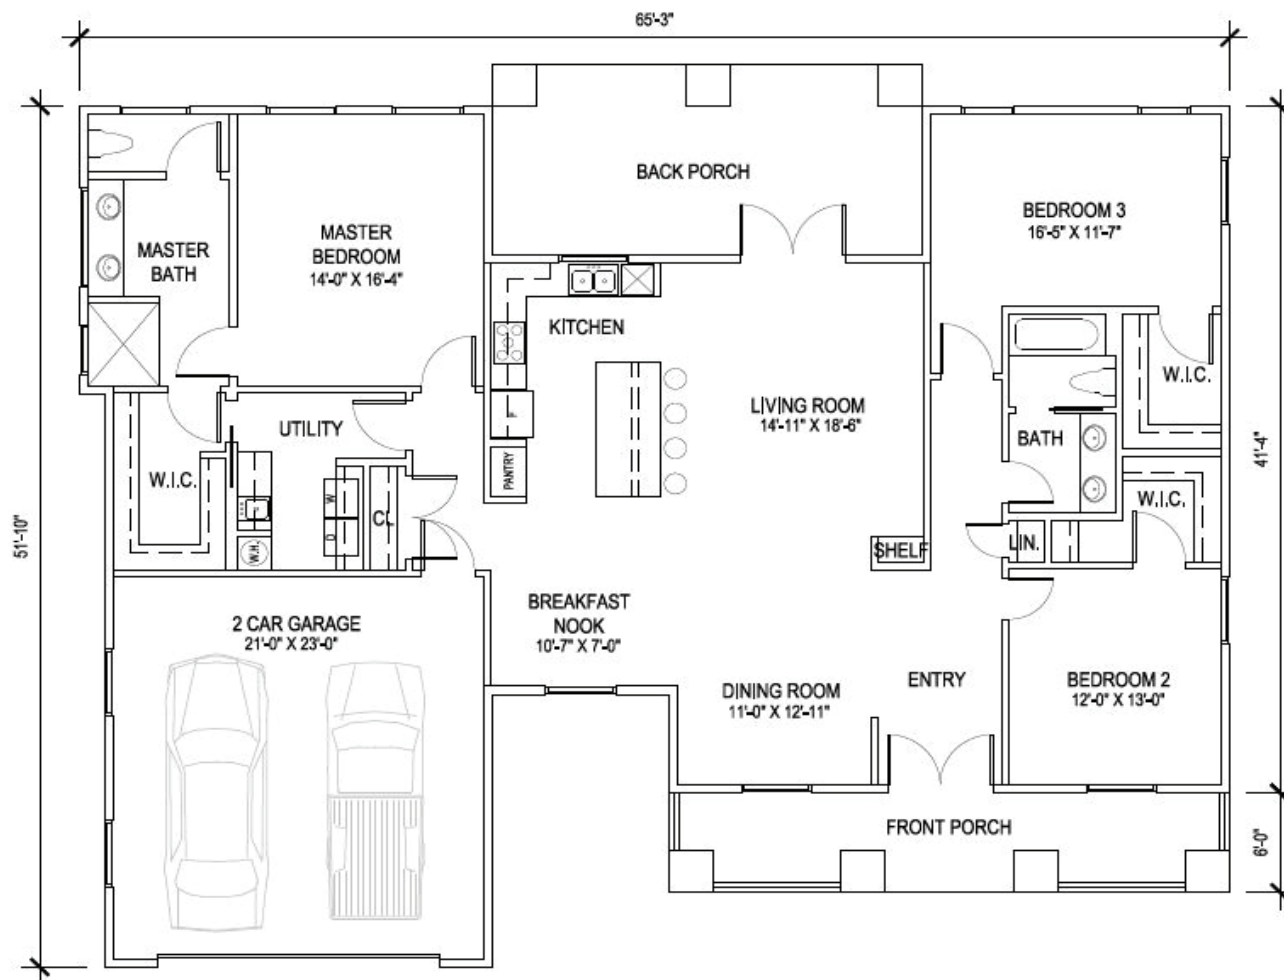 65'-3"
BACK PORCH
BEDROOM 3
16'-5" X 11'-7"
MASTER
BEDROOM
14'-0" X 16'-4"
MASTER
BATH
KITCHEN
W.I.C.
LIVING ROOM
14'-11" X 18'-6"
F
UTILITY
BATH
41'-4"
PANTRY
W.I.C.
W.I.C.
W
CL
D
W.H.
LIN.
SHELF
51'-10"
BREAKFAST
NOOK
10'-7" X 7'-0"
2 CAR GARAGE
21'-0" X 23'-0"
ENTRY
BEDROOM 2
12'-0" X 13'-0"
DINING ROOM
11'-0" X 12'-11"
FRONT PORCH
6'-0"